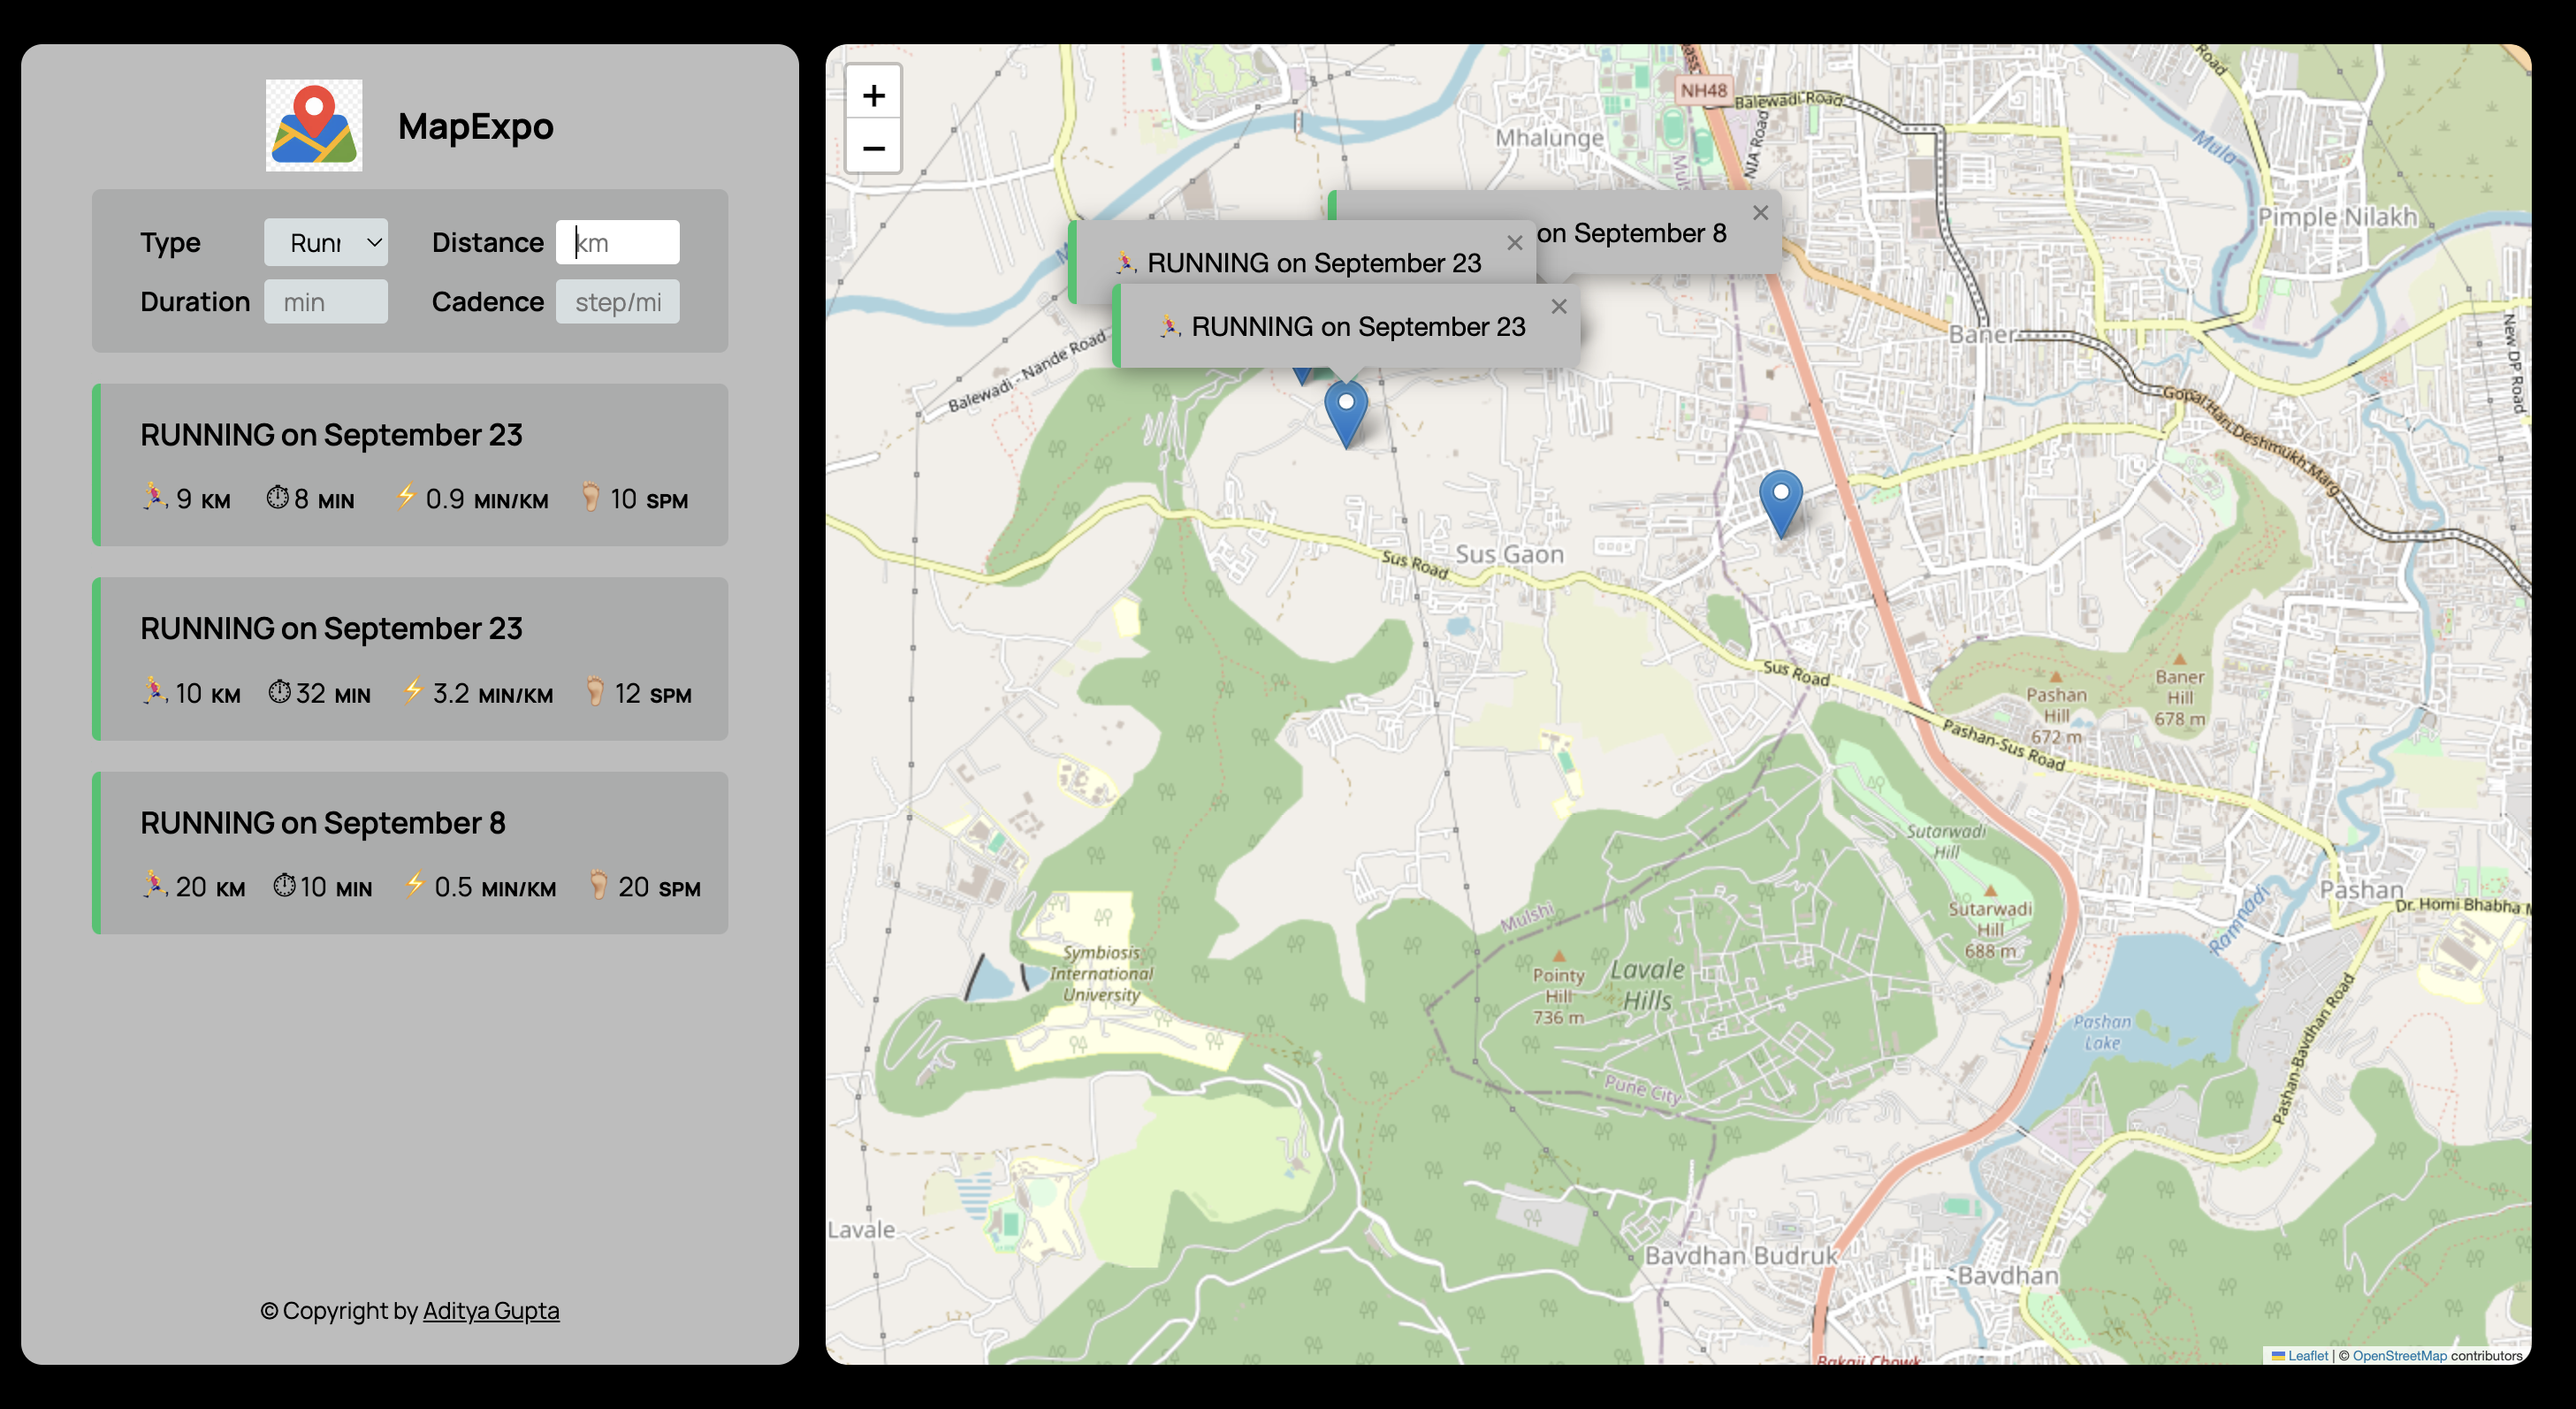 MapExpo
Type
Runr
Distance
km
Duration
min
Cadence
step/mi
RUNNING on September 23
9 KM 8 MIN 0.9 MIN/KM 10 SPM
RUNNING on September 23
10 KM 32 MIN 3.2 MIN/KM 12 SPM
RUNNING on September 8
20 KM 10 MIN 0.5 MIN/KM 20 SPM
© Copyright by Aditya Gupta
+
−
NH48
Balewadi Road
Road
Mhalunge
NIA Road
Mula
Pimple Nilakh
on September 8
RUNNING on September 23
RUNNING on September 23
Balewadi - Nande Road
Baner
New DP Road
Gopal Hari Deshmukh Marg
Sus Gaon
Sus Road
Sus Road
Pashan-Sus Road
Pashan
Hill
672 m
Baner
Hill
678 m
Sutarwadi
Hill
Sutarwadi
Hill
688 m
Pashan
Dr. Homi Bhabha
Ramnadi
Mulshi
Symbiosis
International
University
Pointy
Hill
736 m
Lavale
Hills
Pashan
Lake
Pashan-Bavdhan Road
Pune City
Lavale
Bavdhan Budruk
Bavdhan
Bakaji Chowk
Leaflet | © OpenStreetMap contributors